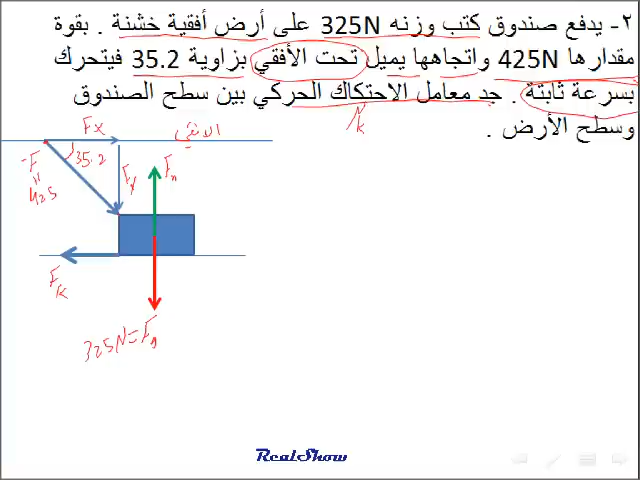 ٢- يدفع صندوق كتب وزنه 325N على أرض أفقية خشنة . بقوة
مقدارها 425N واتجاهها يميل تحت الأفقي بزاوية 35.2 فيتحرك
بسرعة ثابتة . جد معامل الاحتكاك الحركي بين سطح الصندوق
وسطح الأرض .
Fx
الافقي
35.2
F
=
425
Fy
Fn
Fk
325N=Fg
RealShow